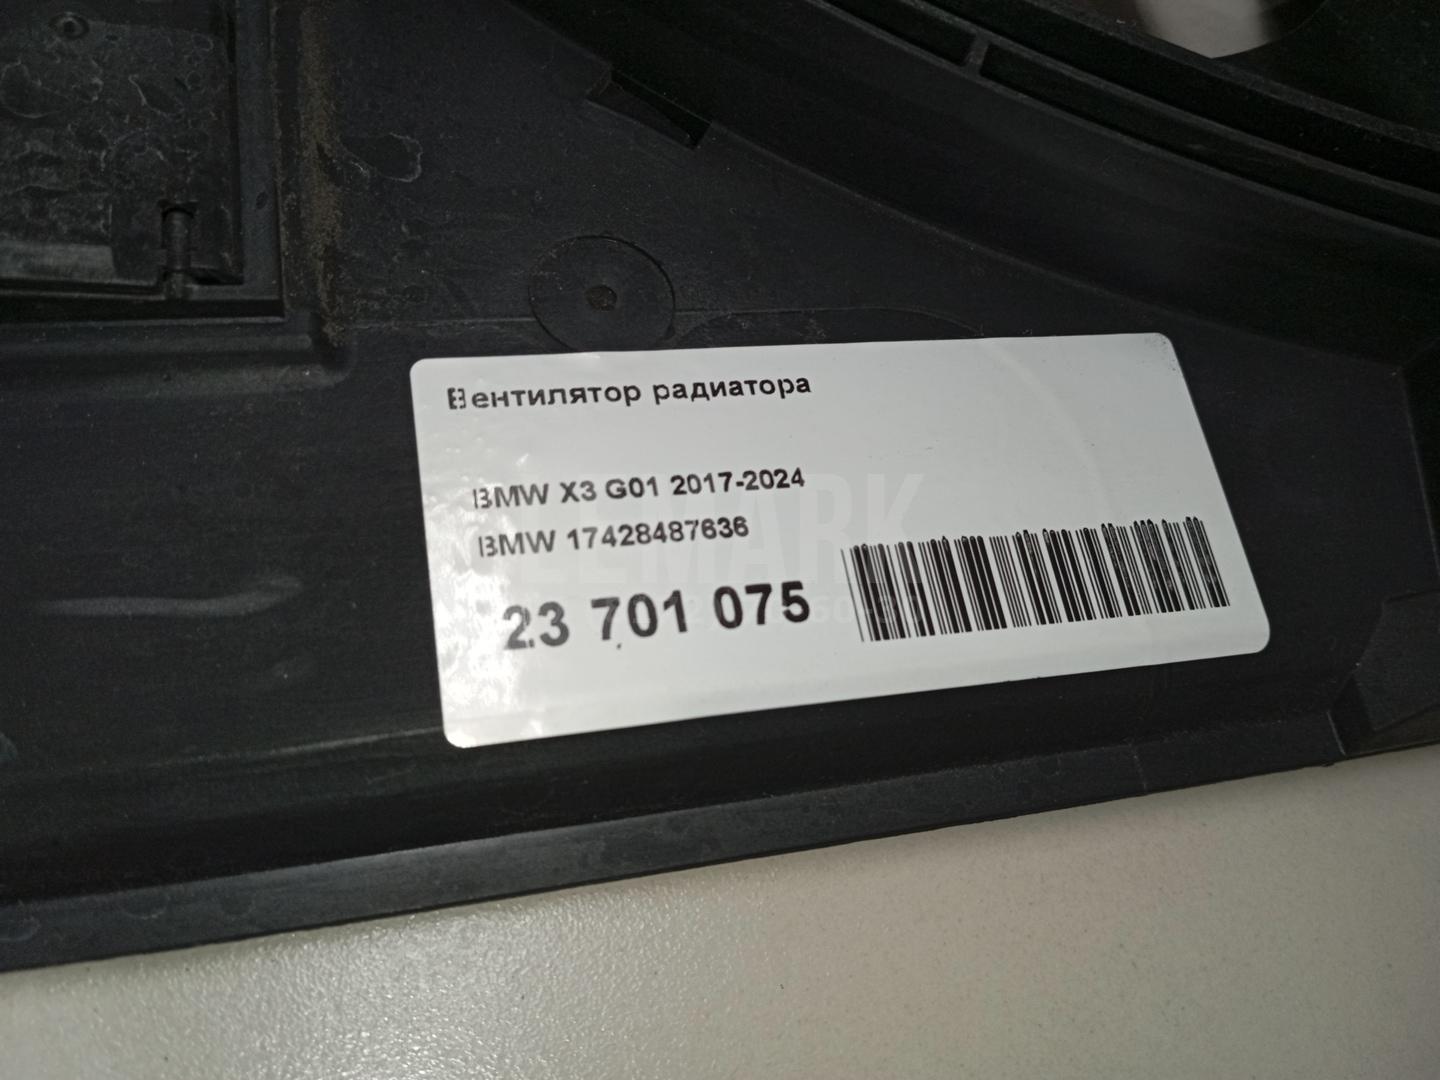 Вентилятор радиатора
BMW X3 G01 2017-2024
BMW 17428487636
23 701 075